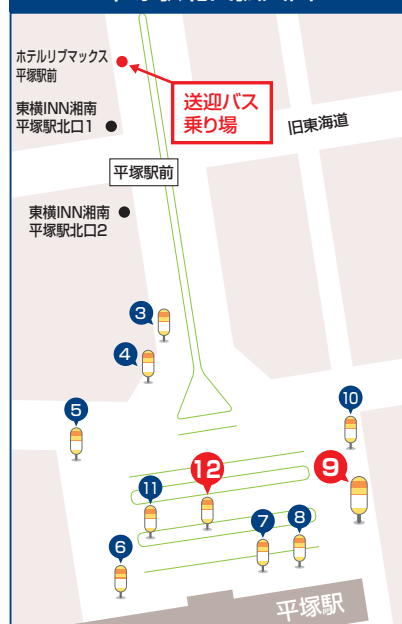 ホテルリブマックス
平塚駅前
送迎バス
乗り場
東横INN湘南
平塚駅北口1
旧東海道
平塚駅前
東横INN湘南
平塚駅北口2
3
4
5
10
12
9
11
7
8
6
平塚駅